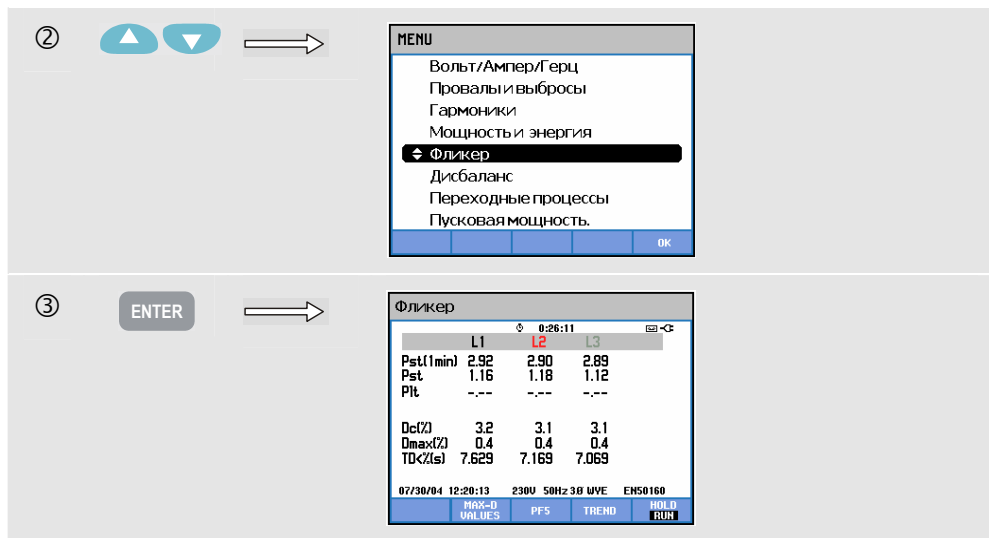 ②
MENU
Вольт/Ампер/Герц
Провалы и выбросы
Гармоники
Мощность и энергия
Фликер
Дисбаланс
Переходные процессы
Пусковая мощность.
OK
③
ENTER
Фликер
0:26:11
L1 L2 L3
Pst(1min) 2.92 2.90 2.89
Pst 1.16 1.18 1.12
Plt -.-- -.-- -.--
Dc(%) 3.2 3.1 3.1
Dmax(%) 0.4 0.4 0.4
TD<%(s) 7.629 7.169 7.069
07/30/04 12:20:13 230V 50Hz 3Ø WYE EN50160
MAX-D VALUES PF5 TREND HOLD RUN